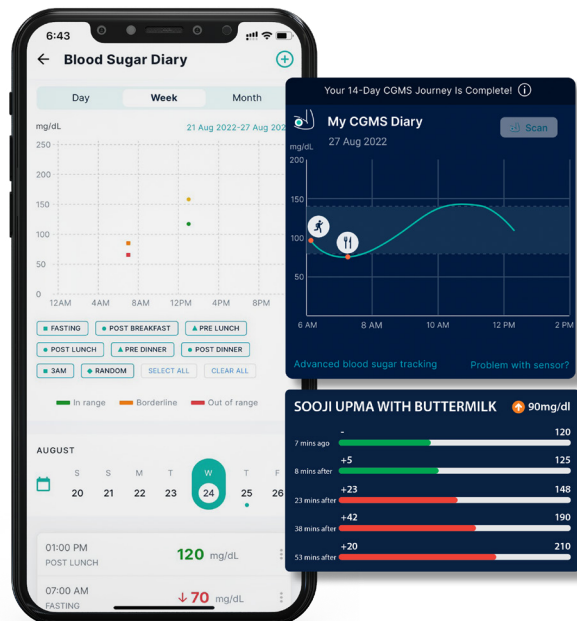 6:43
Blood Sugar Diary
Day Week Month
mg/dL 21 Aug 2022-27 Aug 202
250
200
150
100
50
0
12AM 4AM 8AM 12PM 4PM 8PM
FASTING POST BREAKFAST PRE LUNCH
POST LUNCH PRE DINNER POST DINNER
3AM RANDOM SELECT ALL CLEAR ALL
In range Borderline Out of range
AUGUST
S S M T W T F
20 21 22 23 24 25 26
01:00 PM
POST LUNCH
120 mg/dL
07:00 AM
FASTING
↓70 mg/dL
Your 14-Day CGMS Journey Is Complete!
My CGMS Diary
27 Aug 2022
Scan
mg/dL
200
150
100
50
6 AM 8 AM 10 AM 12 PM 2 PM
Advanced blood sugar tracking Problem with sensor?
SOOJI UPMA WITH BUTTERMILK 90mg/dl
- 120
7 mins ago
+5 125
8 mins after
+23 148
23 mins after
+42 190
38 mins after
+20 210
53 mins after